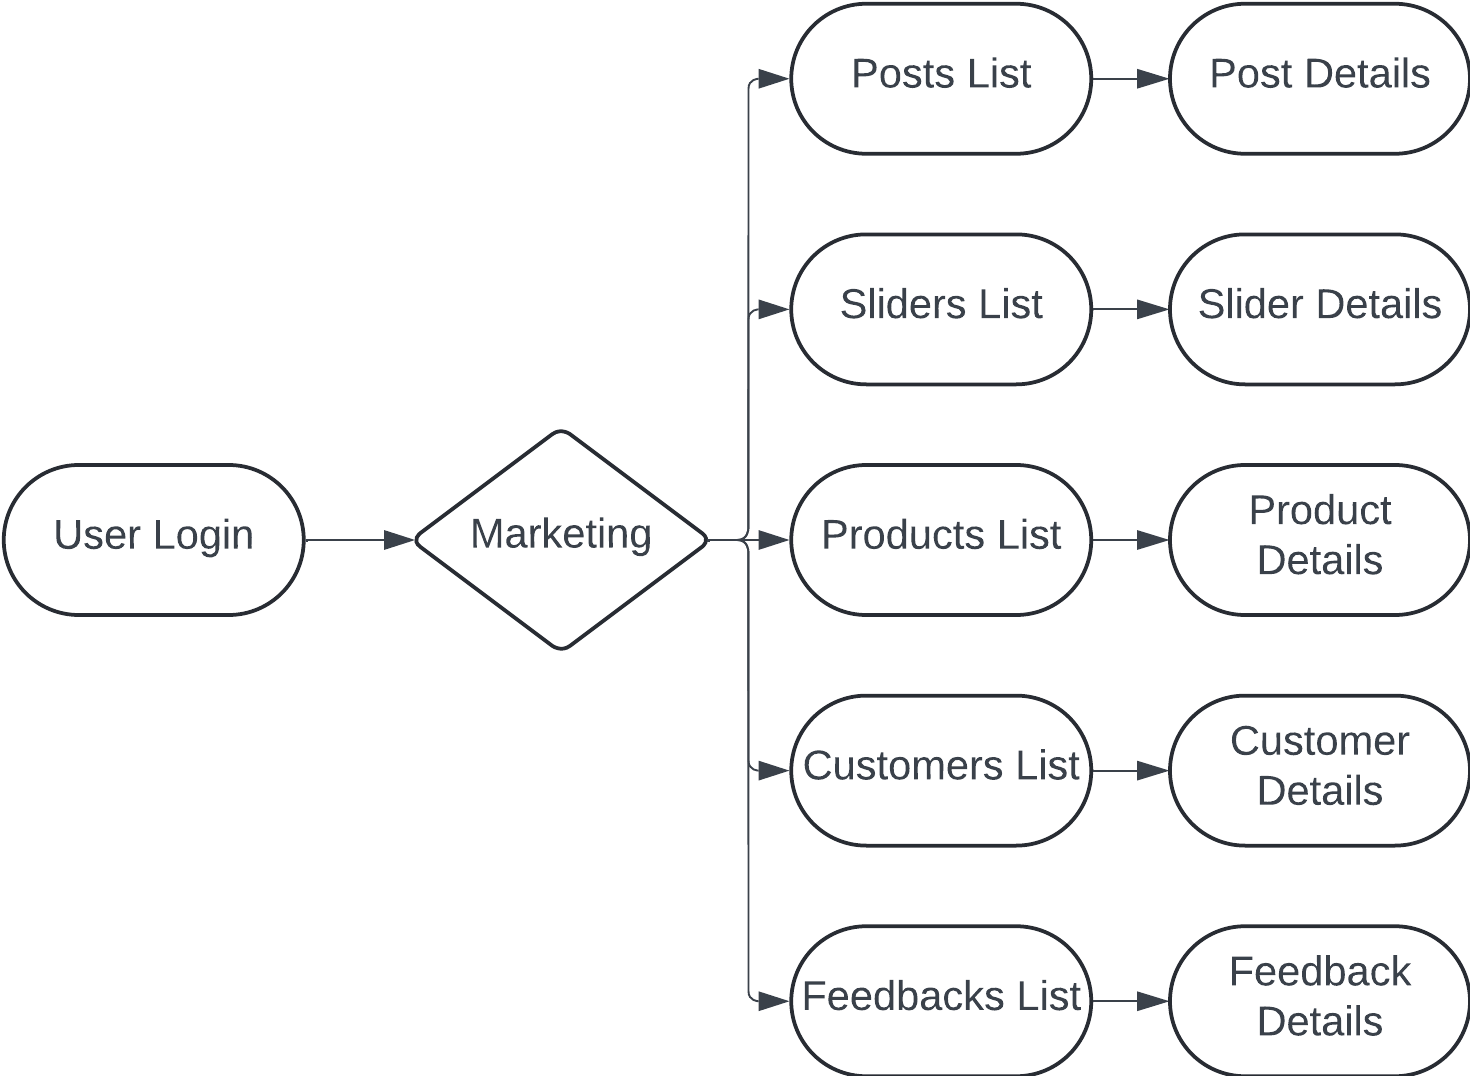 Posts List
Post Details
Sliders List
Slider Details
User Login
Marketing
Products List
Product
Details
Customers List
Customer
Details
Feedbacks List
Feedback
Details